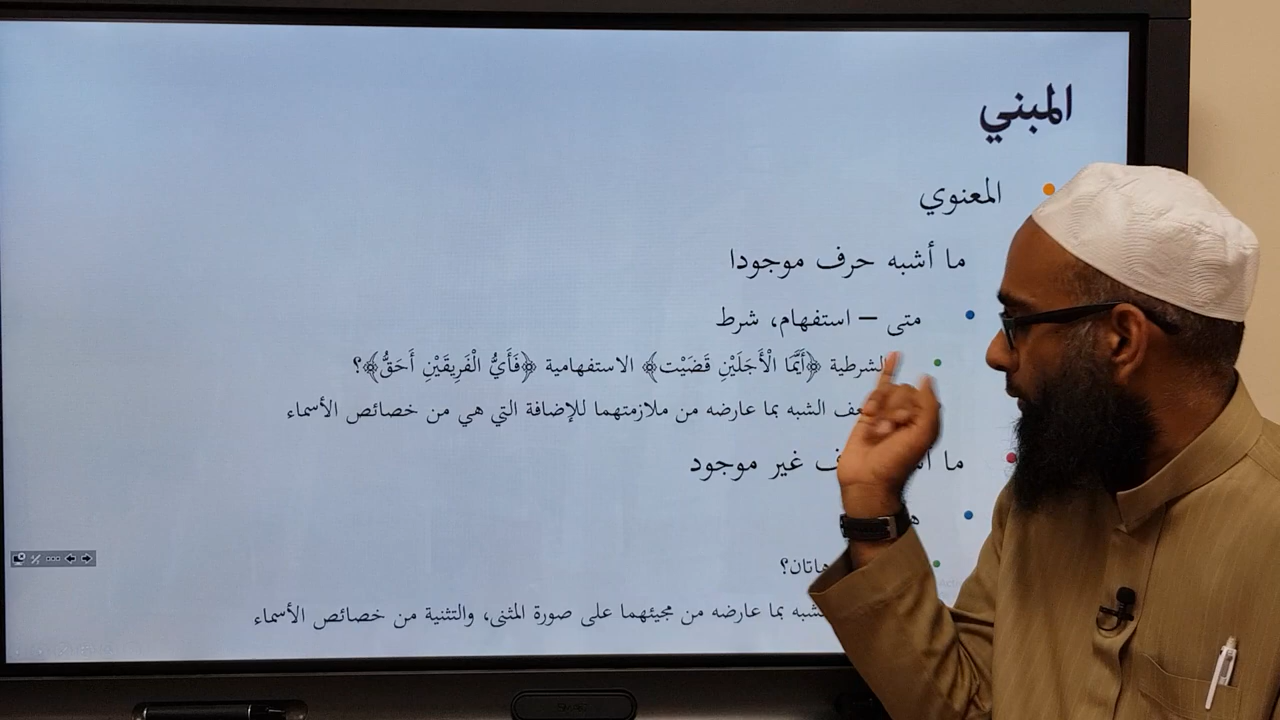 المبني
المعنوي
ما أشبه حرف موجودا
متى – استفهام، شرط
الشرطية ﴿أَيَّمَا الْأَجَلَيْنِ قَضَيْت﴾ الاستفهامية ﴿فَأَيُّ الْفَرِيقَيْنِ أَحَقُّ﴾؟
الشبه بما عارضه من ملازمتهما للإضافة التي هي من خصائص الأسماء
ما غير موجود
هاتان؟
الشبه بما عارضه من مجيئهما على صورة المثنى، والتثنية من خصائص الأسماء